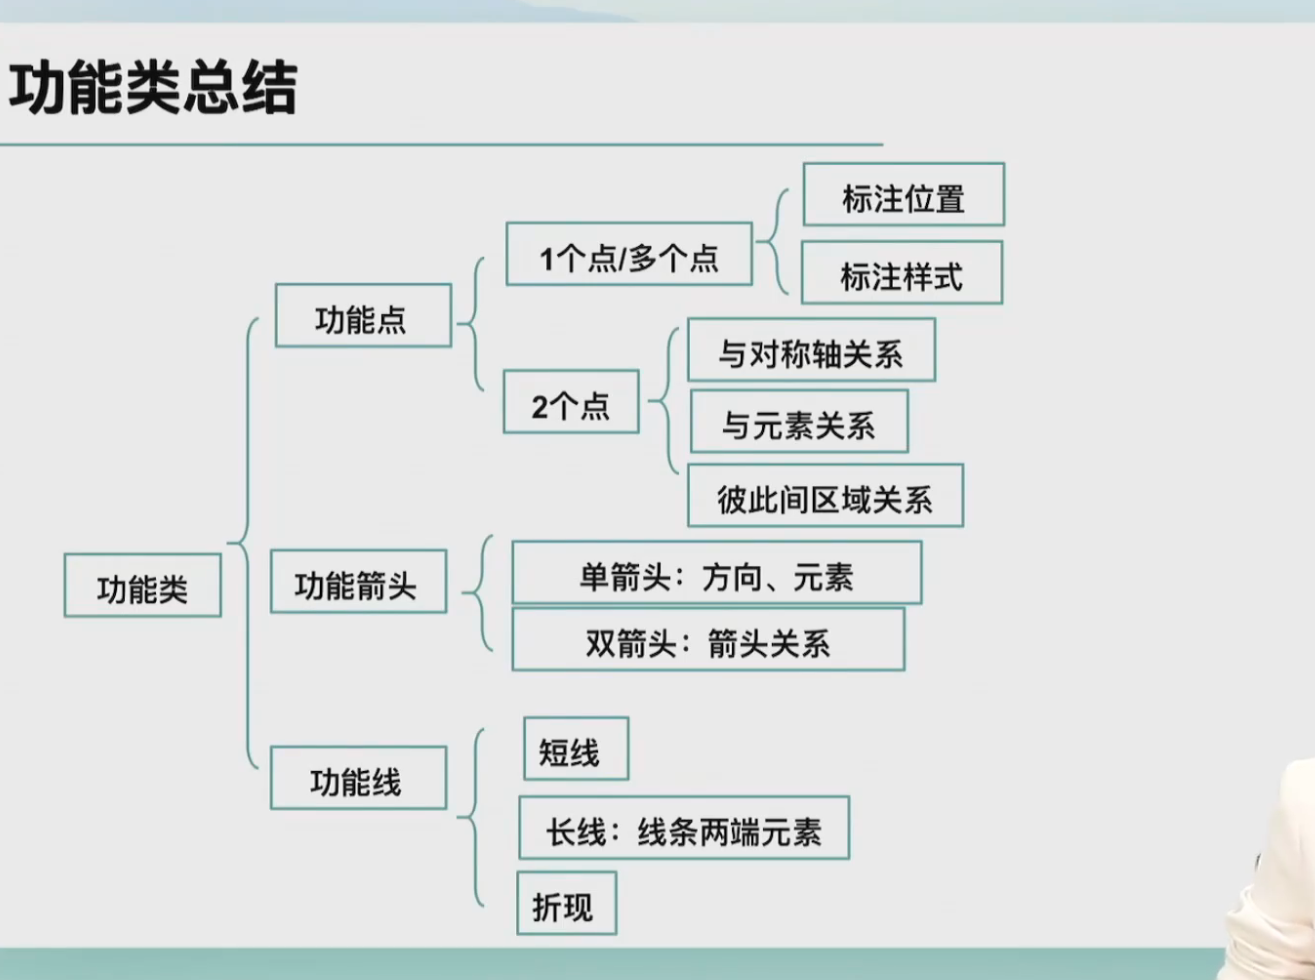 功能类总结
标注位置
1个点/多个点
标注样式
功能点
与对称轴关系
2个点
与元素关系
彼此间区域关系
功能类
功能箭头
单箭头：方向、元素
双箭头：箭头关系
短线
功能线
长线：线条两端元素
折现